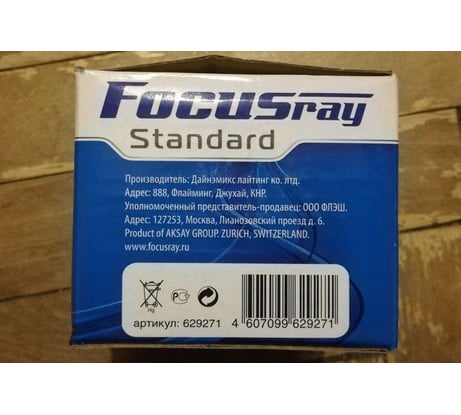 Focusray
Standard
Производитель: Дайнэмикс лайтинг ко. лтд.
Адрес: 888, Флайминг, Джухай, КНР.
Уполномоченный представитель-продавец: ООО ФЛЭШ.
Адрес: 127253, Москва, Лианозовский проезд д. 6.
Product of AKSAY GROUP. ZURICH, SWITZERLAND.
www.focusray.ru
Hg
артикул: 629271
4 607099 629271